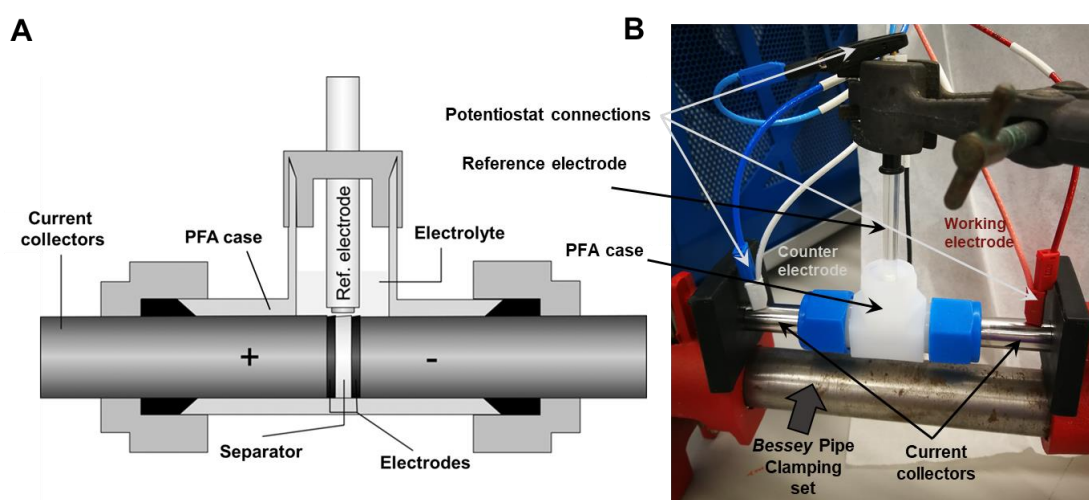 A
Current
collectors
PFA case
Ref. electrode
Electrolyte
+
-
Separator
Electrodes
B
Potentiostat connections
Reference electrode
PFA case
Counter
electrode
Working
electrode
Bessey Pipe
Clamping
set
Current
collectors